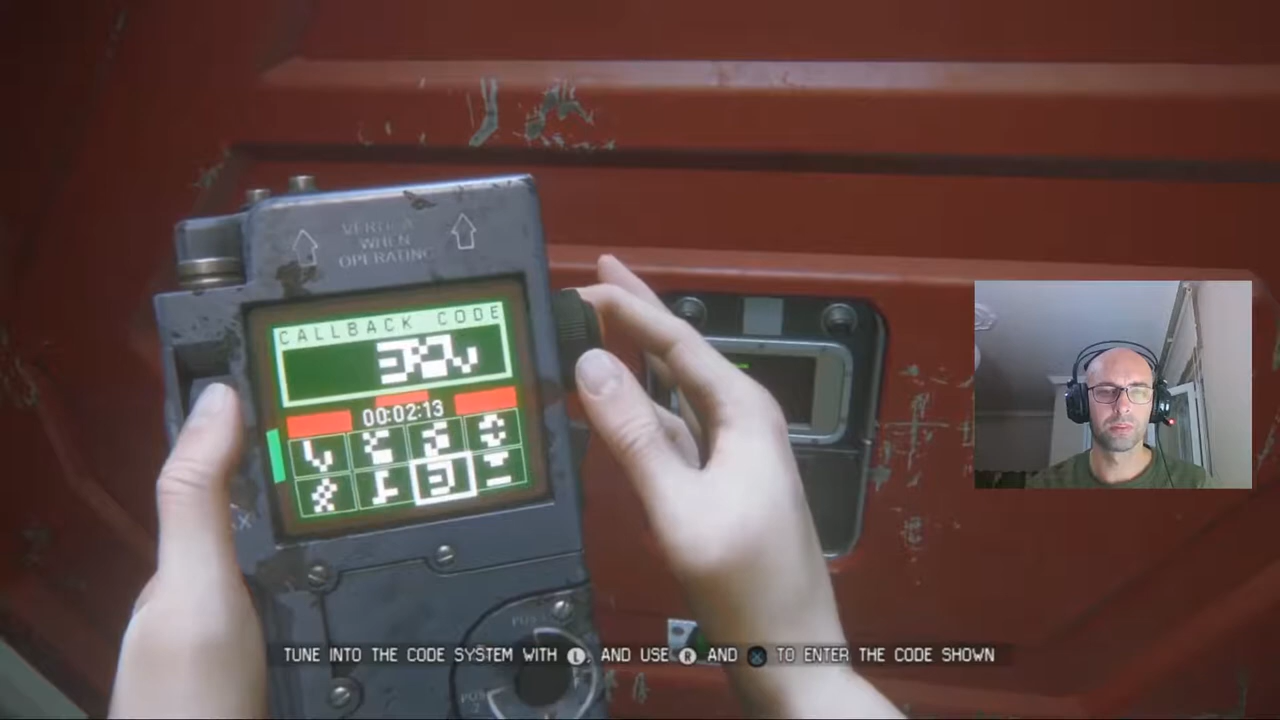 VERTICAL
WHEN
OPERATING
CALLBACK CODE
00:02:13
TUNE INTO THE CODE SYSTEM WITH L, AND USE R AND X TO ENTER THE CODE SHOWN